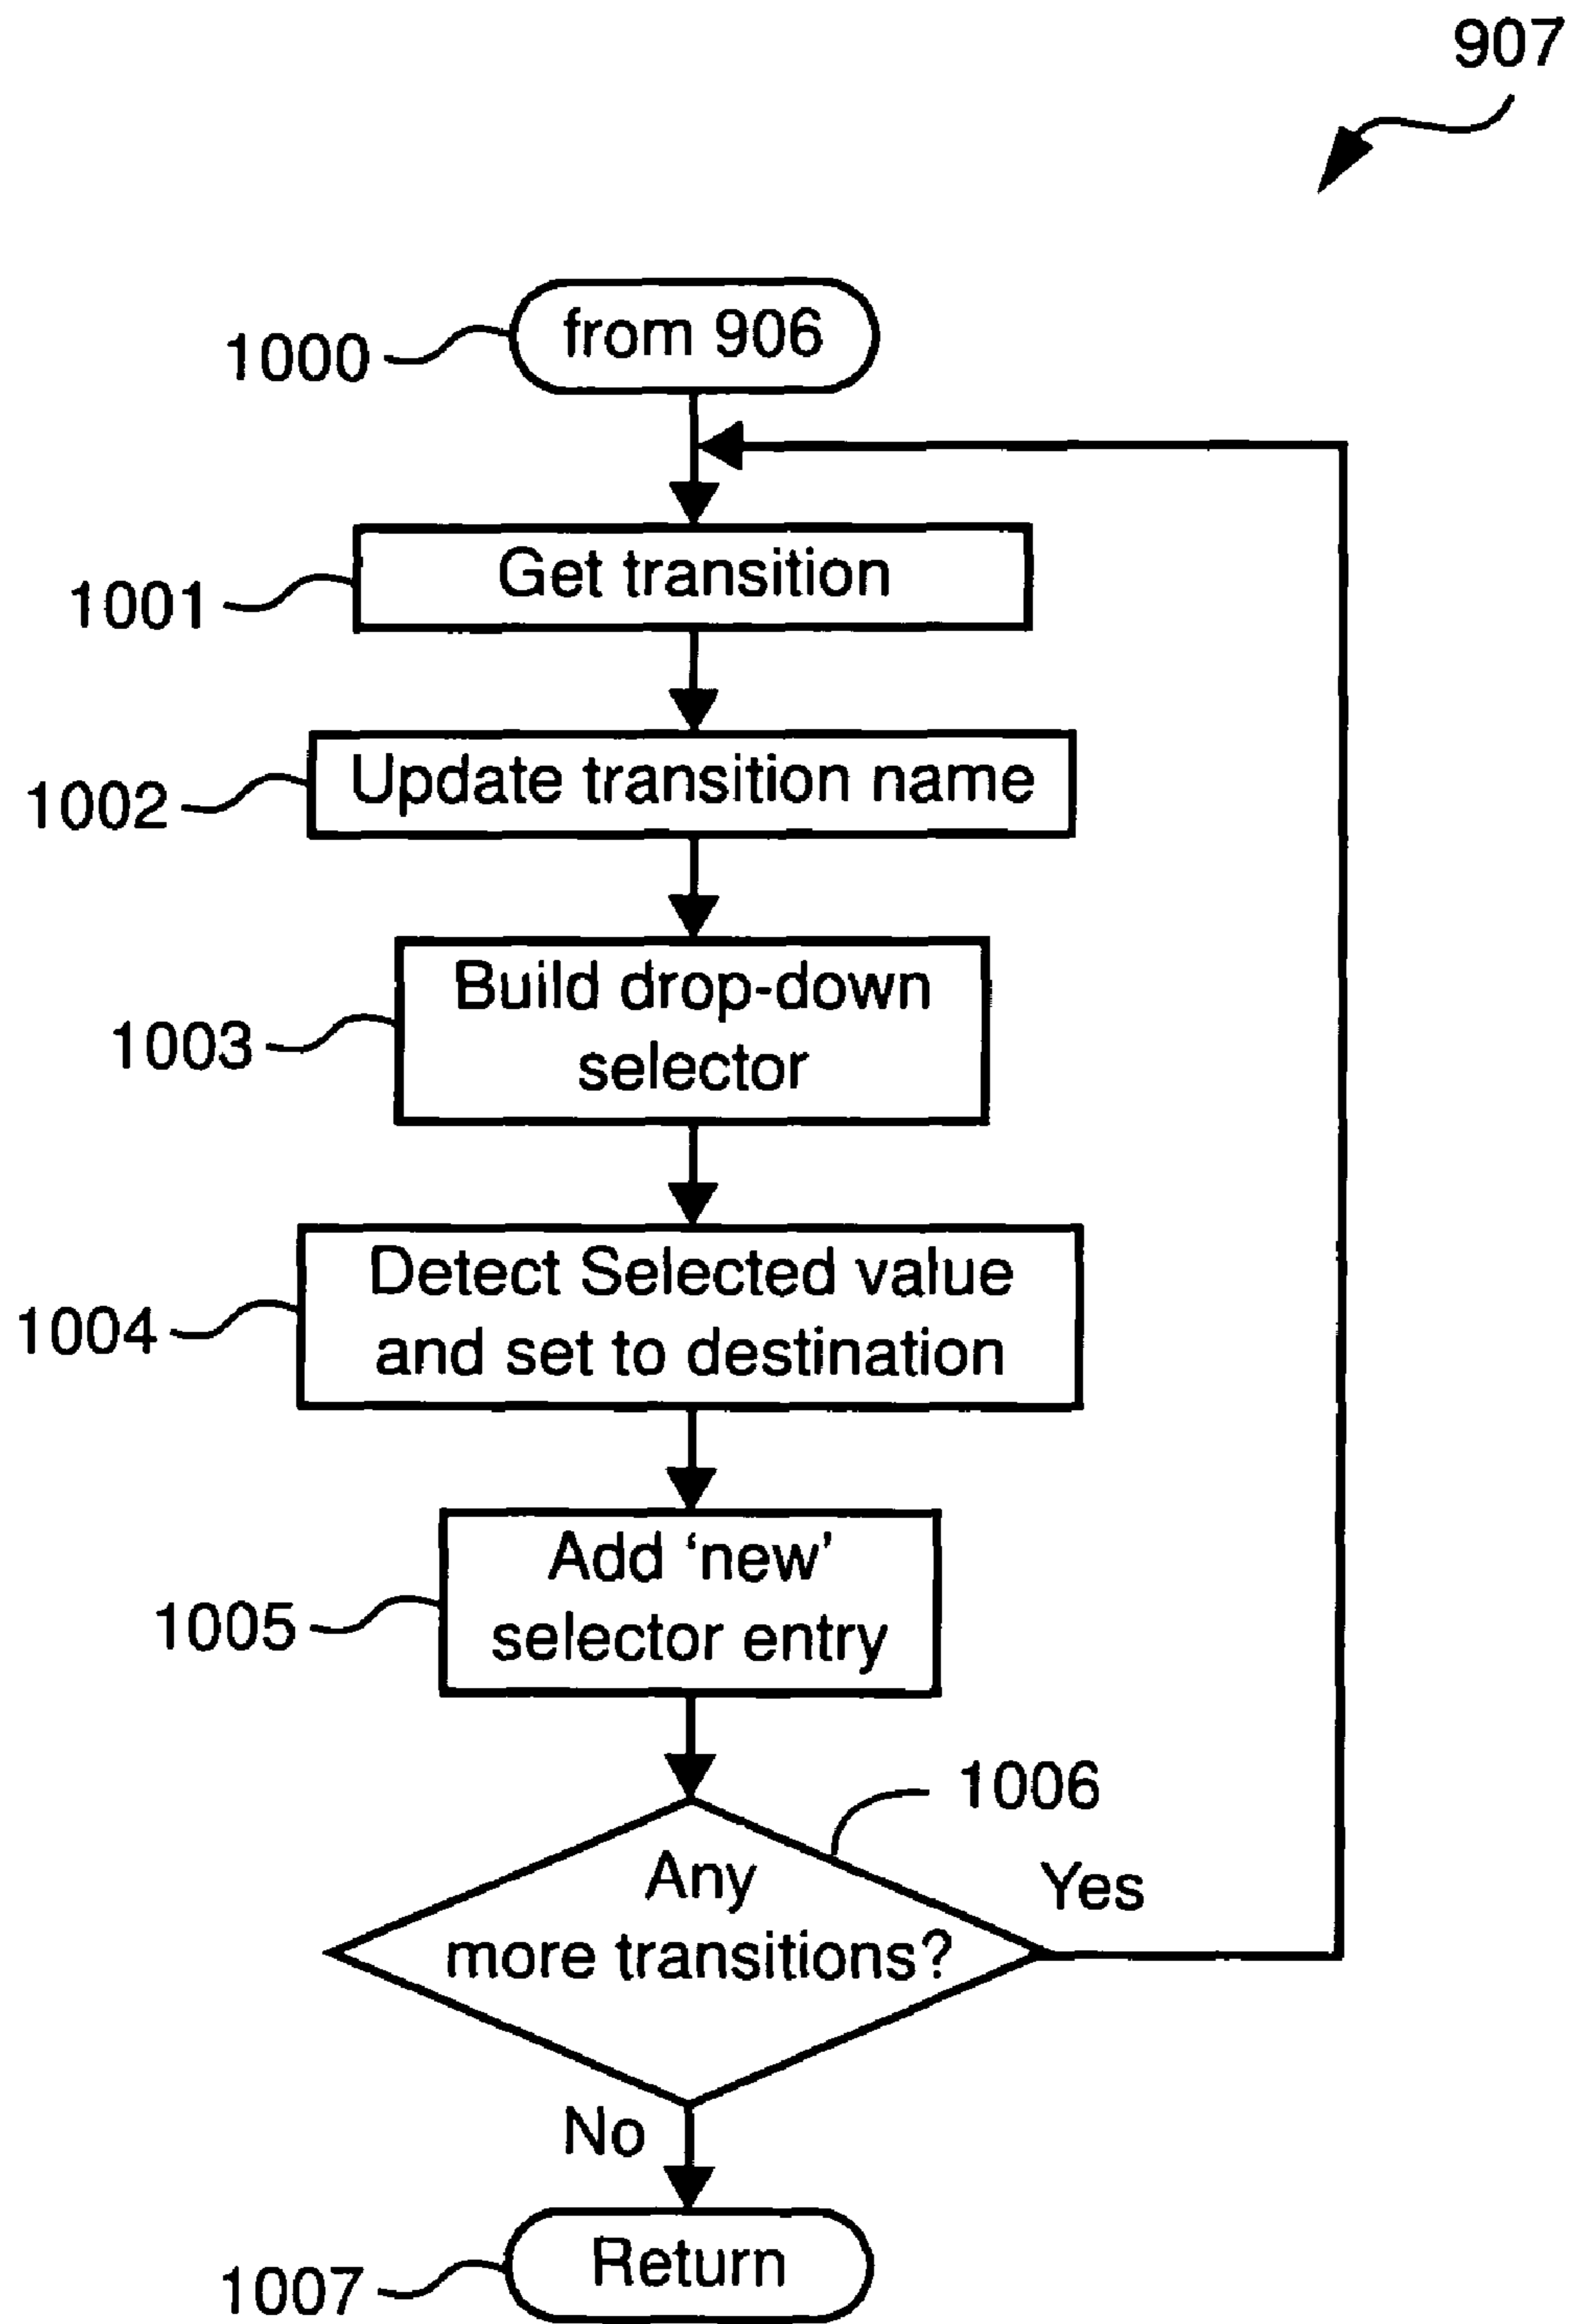 907
from 906
1000
Get transition
1001
Update transition name
1002
Build drop-down
selector
1003
Detect Selected value
and set to destination
1004
Add ‘new’
selector entry
1005
1006
Any
more transitions?
Yes
No
Return
1007